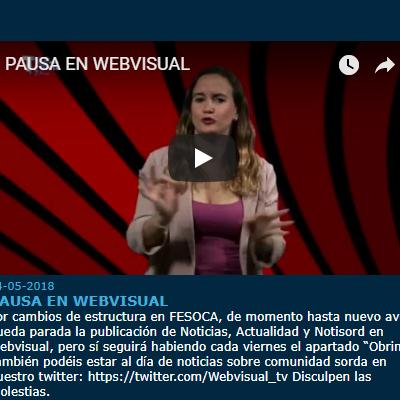 PAUSA EN WEBVISUAL
-05-2018
AUSA EN WEBVISUAL
or cambios de estructura en FESOCA, de momento hasta nuevo av
ueda parada la publicación de Noticias, Actualidad y Notisord en
ebvisual, pero sí seguirá habiendo cada viernes el apartado “Obrin
ambién podéis estar al día de noticias sobre comunidad sorda en
uestro twitter: https://twitter.com/Webvisual_tv Disculpen las
olestias.